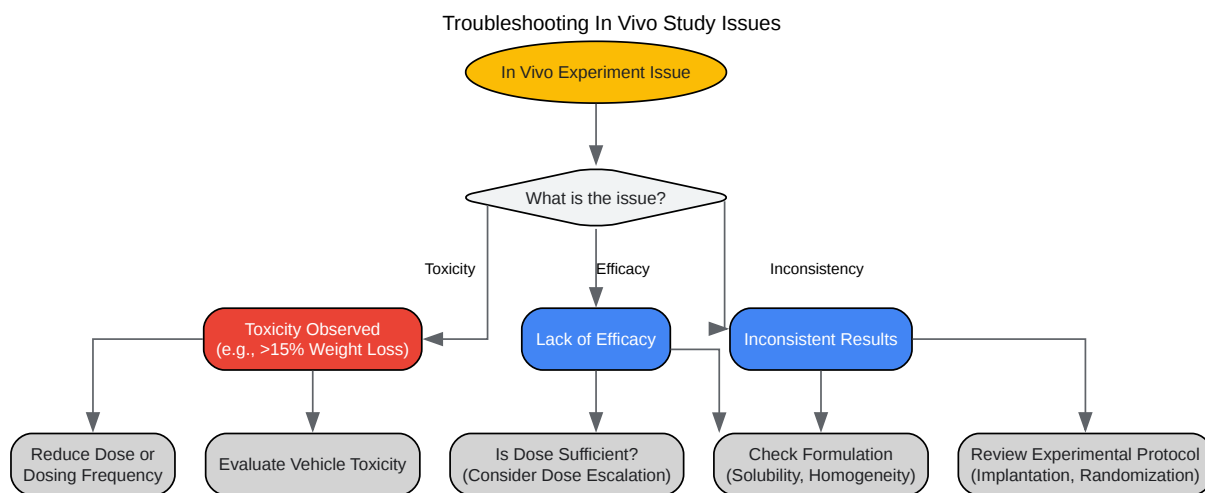 Troubleshooting In Vivo Study Issues
In Vivo Experiment Issue
What is the issue?
Toxicity
Efficacy
Inconsistency
Toxicity Observed
(e.g., >15% Weight Loss)
Lack of Efficacy
Inconsistent Results
Reduce Dose or
Dosing Frequency
Evaluate Vehicle Toxicity
Is Dose Sufficient?
(Consider Dose Escalation)
Check Formulation
(Solubility, Homogeneity)
Review Experimental Protocol
(Implantation, Randomization)